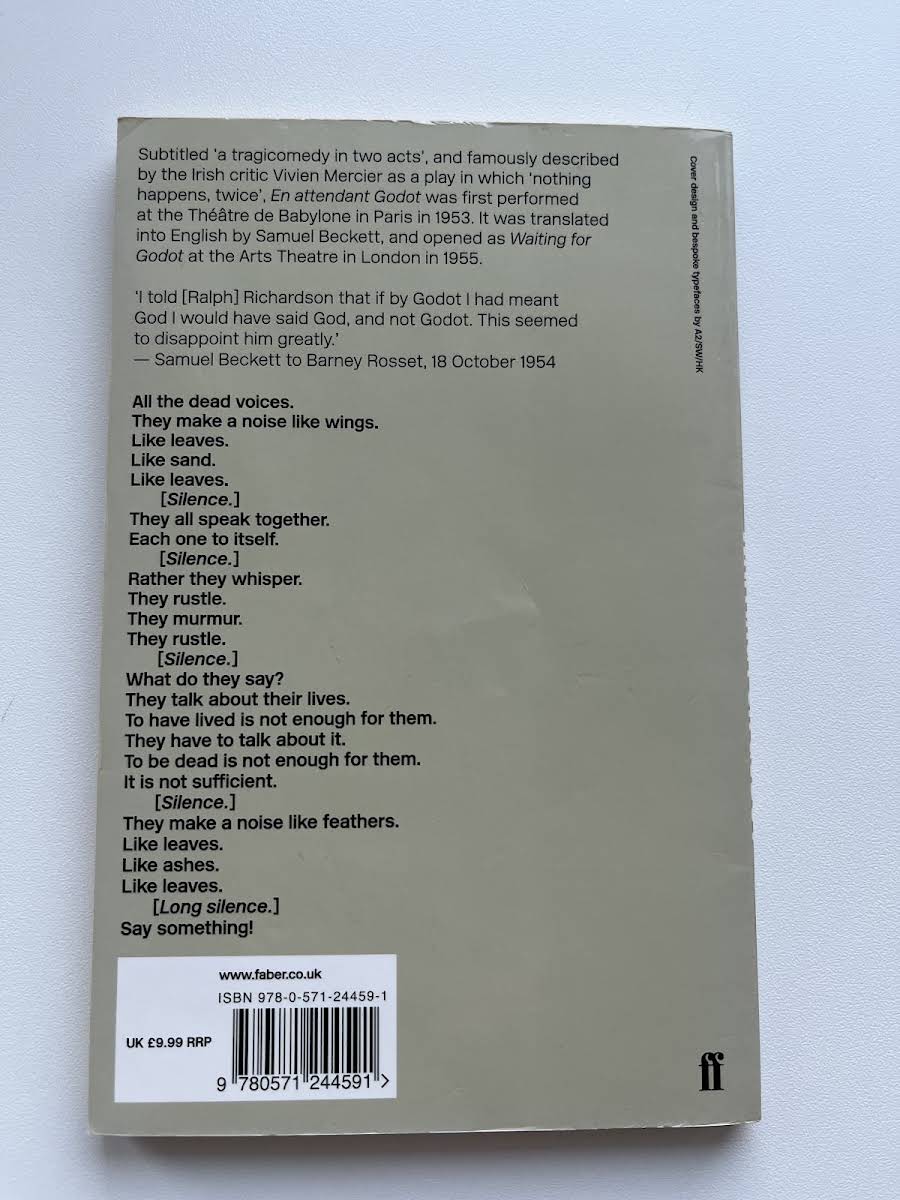 Subtitled 'a tragicomedy in two acts', and famously described
by the Irish critic Vivien Mercier as a play in which 'nothing
happens, twice', En attendant Godot was first performed
at the Théâtre de Babylone in Paris in 1953. It was translated
into English by Samuel Beckett, and opened as Waiting for
Godot at the Arts Theatre in London in 1955.
'I told [Ralph] Richardson that if by Godot I had meant
God I would have said God, and not Godot. This seemed
to disappoint him greatly.'
— Samuel Beckett to Barney Rosset, 18 October 1954
All the dead voices.
They make a noise like wings.
Like leaves.
Like sand.
Like leaves.
[Silence.]
They all speak together.
Each one to itself.
[Silence.]
Rather they whisper.
They rustle.
They murmur.
They rustle.
[Silence.]
What do they say?
They talk about their lives.
To have lived is not enough for them.
They have to talk about it.
To be dead is not enough for them.
It is not sufficient.
[Silence.]
They make a noise like feathers.
Like leaves.
Like ashes.
Like leaves.
[Long silence.]
Say something!
www.faber.co.uk
ISBN 978-0-571-24459-1
UK £9.99 RRP
9 780571 244591 >
ff
Cover design and bespoke typefaces by A2/SW/HK